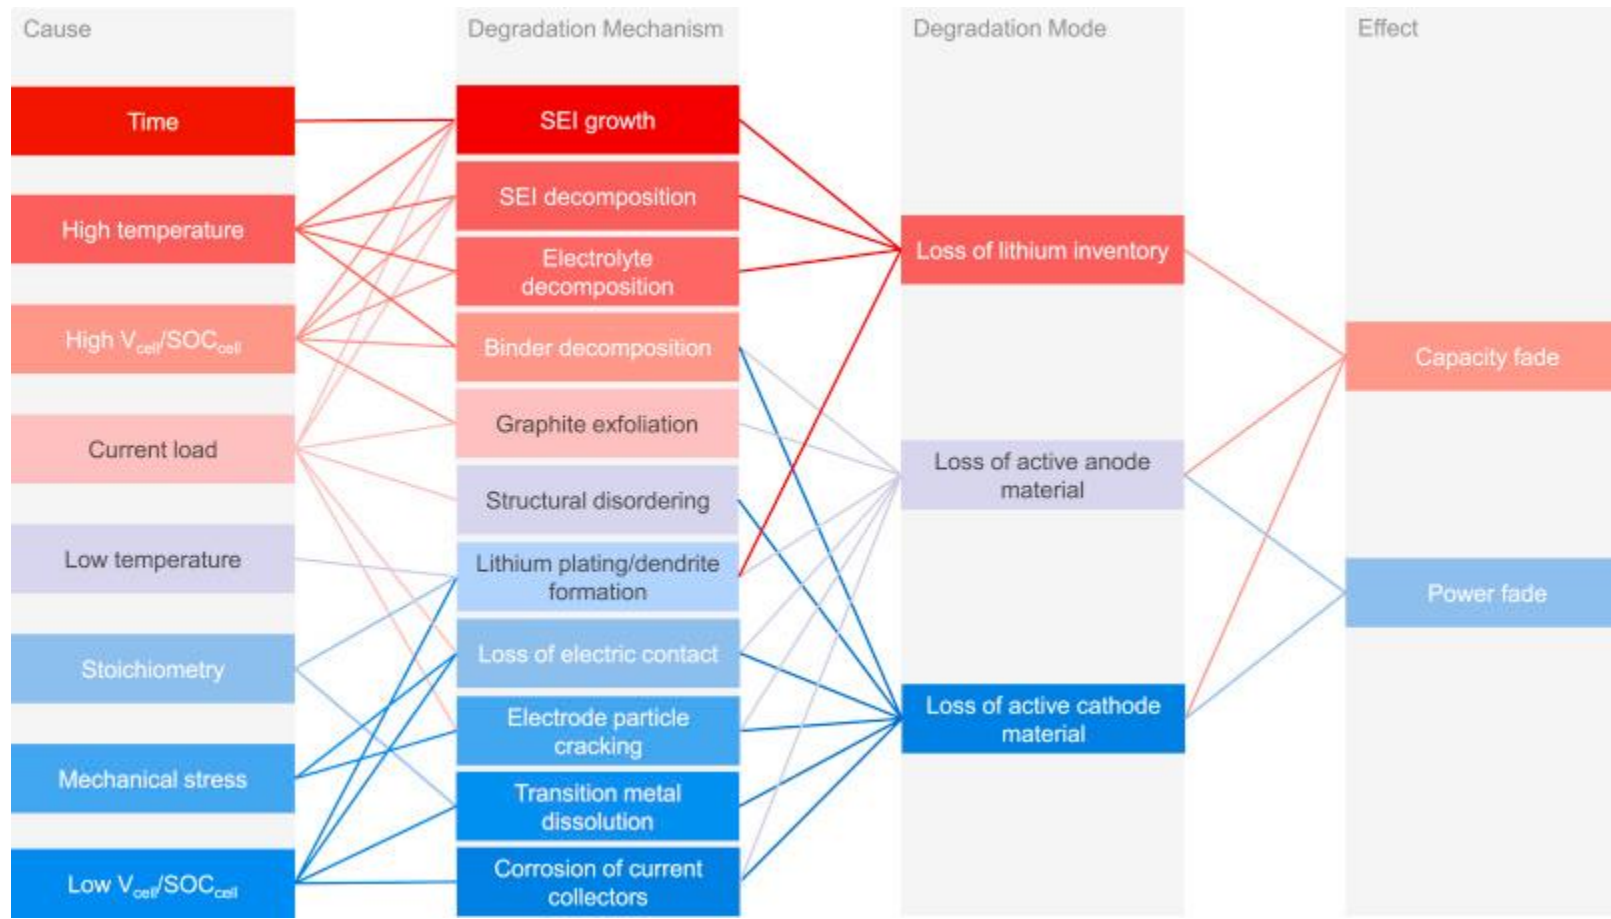 Cause
Degradation Mechanism
Degradation Mode
Effect
Time
High temperature
High Vcell/SOCcell
Current load
Low temperature
Stoichiometry
Mechanical stress
Low Vcell/SOCcell
SEI growth
SEI decomposition
Electrolyte
decomposition
Binder decomposition
Graphite exfoliation
Structural disordering
Lithium plating/dendrite
formation
Loss of electric contact
Electrode particle
cracking
Transition metal
dissolution
Corrosion of current
collectors
Loss of lithium inventory
Loss of active anode
material
Loss of active cathode
material
Capacity fade
Power fade